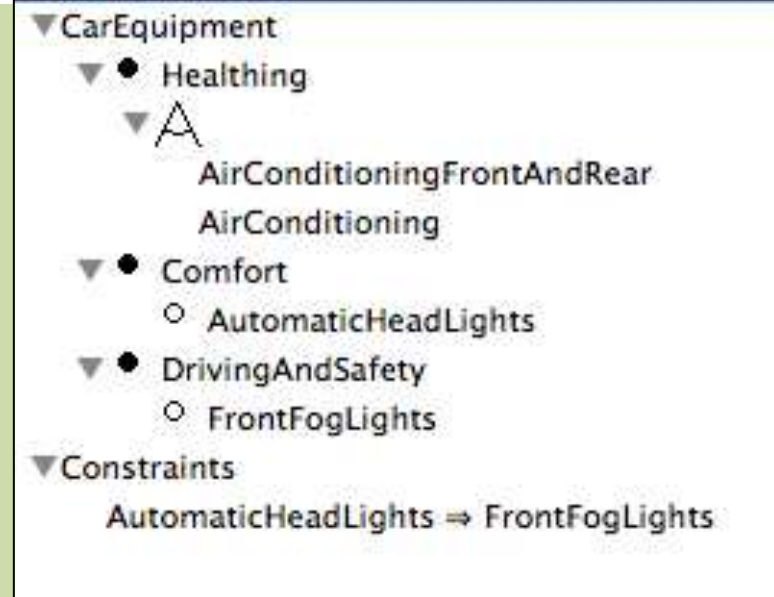 CarEquipment
Healthing
AirConditioningFrontAndRear
AirConditioning
Comfort
AutomaticHeadLights
DrivingAndSafety
FrontFogLights
Constraints
AutomaticHeadLights ⇒ FrontFogLights